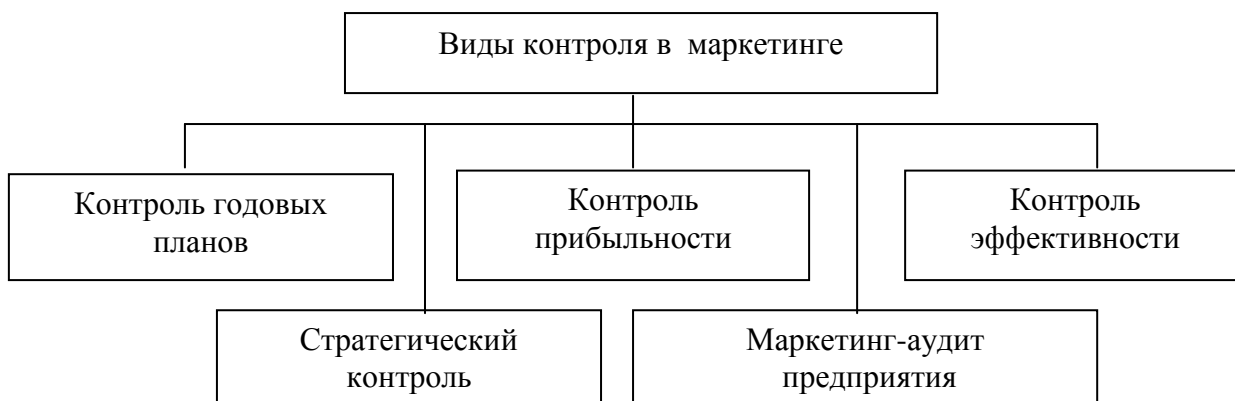 Виды контроля в маркетинге
Контроль годовых
планов
Контроль
прибыльности
Контроль
эффективности
Стратегический
контроль
Маркетинг-аудит
предприятия